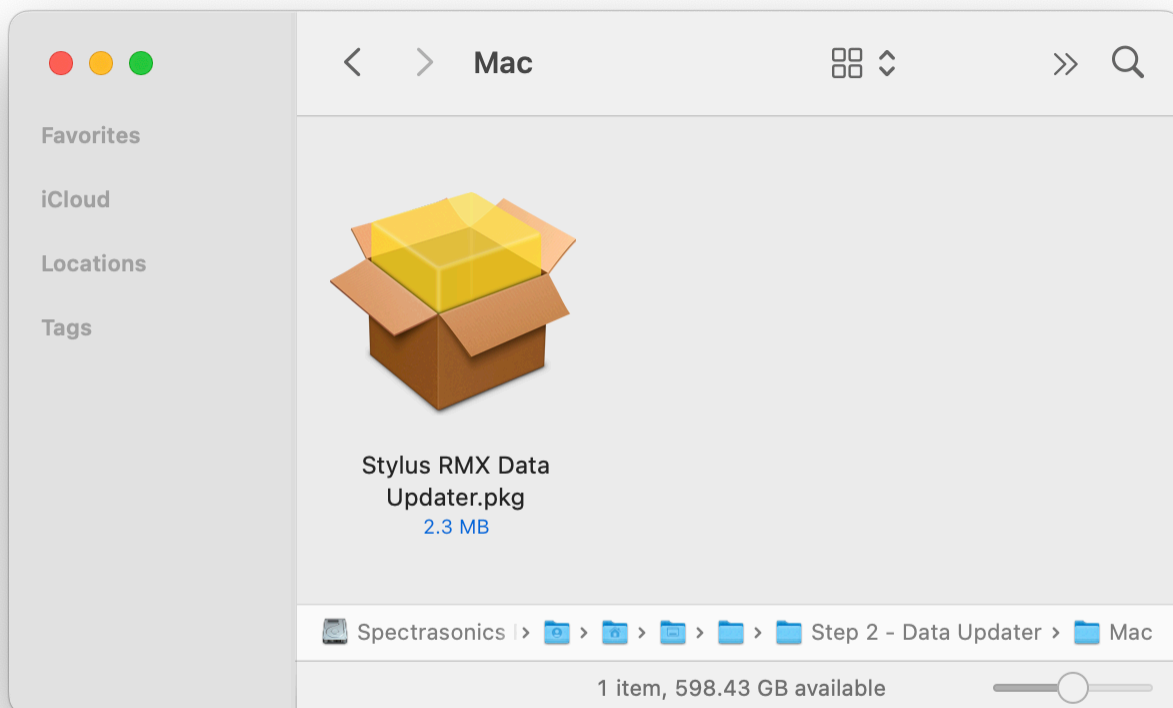 Mac
Favorites
iCloud
Locations
Tags
Stylus RMX Data
Updater.pkg
2.3 MB
Spectrasonics
Step 2 - Data Updater
Mac
1 item, 598.43 GB available